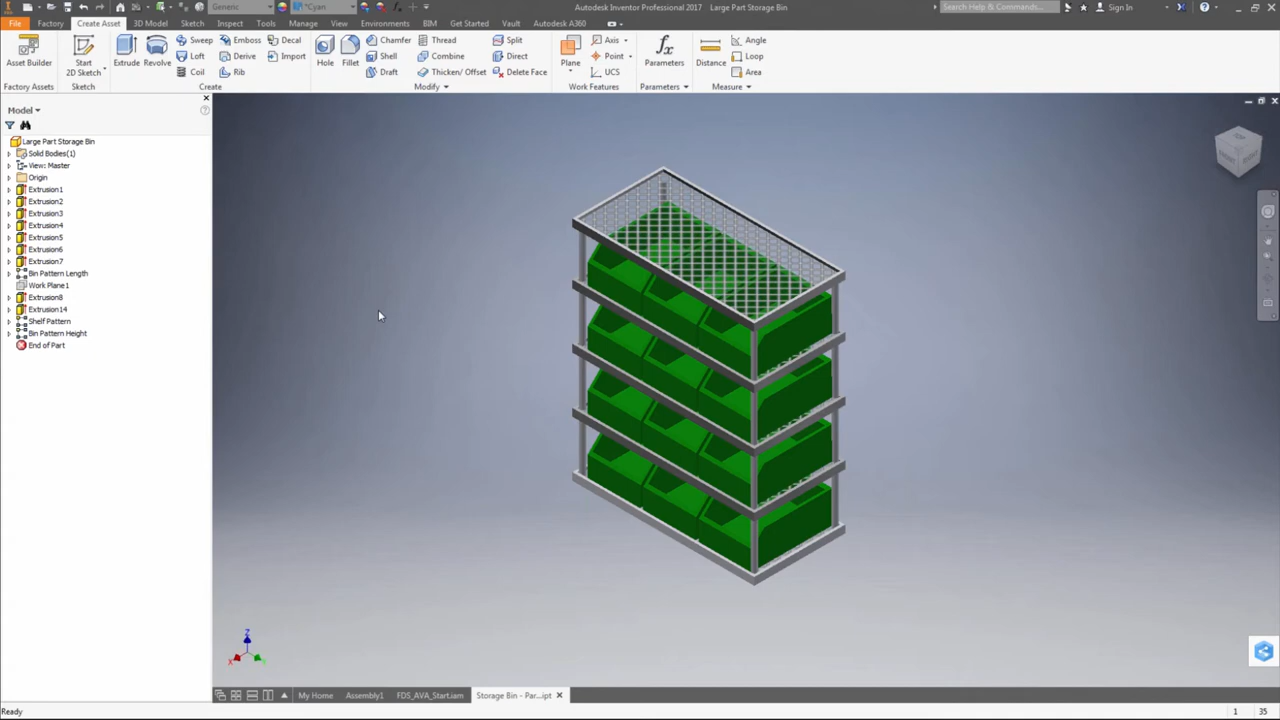 Generic
*Cyan
Autodesk Inventor Professional 2017 Large Part Storage Bin
Search Help & Commands...
Sign In
File
Factory
Create Asset
3D Model
Sketch
Inspect
Tools
Manage
View
Environments
BIM
Get Started
Vault
Autodesk A360
Asset Builder
Start
2D Sketch
Extrude
Revolve
Sweep
Loft
Coil
Emboss
Derive
Rib
Decal
Import
Hole
Fillet
Chamfer
Shell
Draft
Thread
Combine
Thicken/ Offset
Split
Direct
Delete Face
Plane
Axis
Point
UCS
Parameters
Distance
Angle
Loop
Area
Factory Assets
Sketch
Create
Modify
Work Features
Parameters
Measure
Model
Large Part Storage Bin
Solid Bodies(1)
View: Master
Origin
Extrusion1
Extrusion2
Extrusion3
Extrusion4
Extrusion5
Extrusion6
Extrusion7
Bin Pattern Length
Work Plane1
Extrusion8
Extrusion14
Shelf Pattern
Bin Pattern Height
End of Part
Z
X
My Home
Assembly1
FDS_AVA_Start.iam
Storage Bin - Par...ipt
Ready
1
35